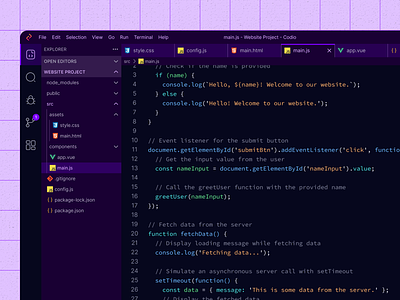 File Edit Selection View Go Run Terminal
main.js - Website Project - Codio
EXPLORER
style.css config.js main.html main.js app.vue
OPEN EDITORS
WEBSITE PROJECT
node_modules
public
src
assets
style.css
main.html
components
app.vue
main.js
.gitignore
config.js
package-lock.json
package.json
1
src main.js
2 // Check if the name is provided
3 if (name) {
4 console.log(`Hello, ${name}! Welcome to our website.`);
5 } else {
6 console.log('Hello! Welcome to our website.');
7 }
8 }
9
10 // Event listener for the submit button
11 document.getElementById("submitBtn").addEventListener("click", function
12 // Get the input value from the user
13 const nameInput = document.getElementById("nameInput").value;
14
15 // Call the greetUser function with the provided name
16 greetUser(nameInput);
17 });
18
19 // Fetch data from the server
20 function fetchData() {
21 // Display loading message while fetching data
22 console.log('Fetching data...');
23
24 // Simulate an asynchronous server call with setTimeout
25 setTimeout(function() {
26 const data = { message: 'This is some data from the server.' };
27 // Display the fetched data